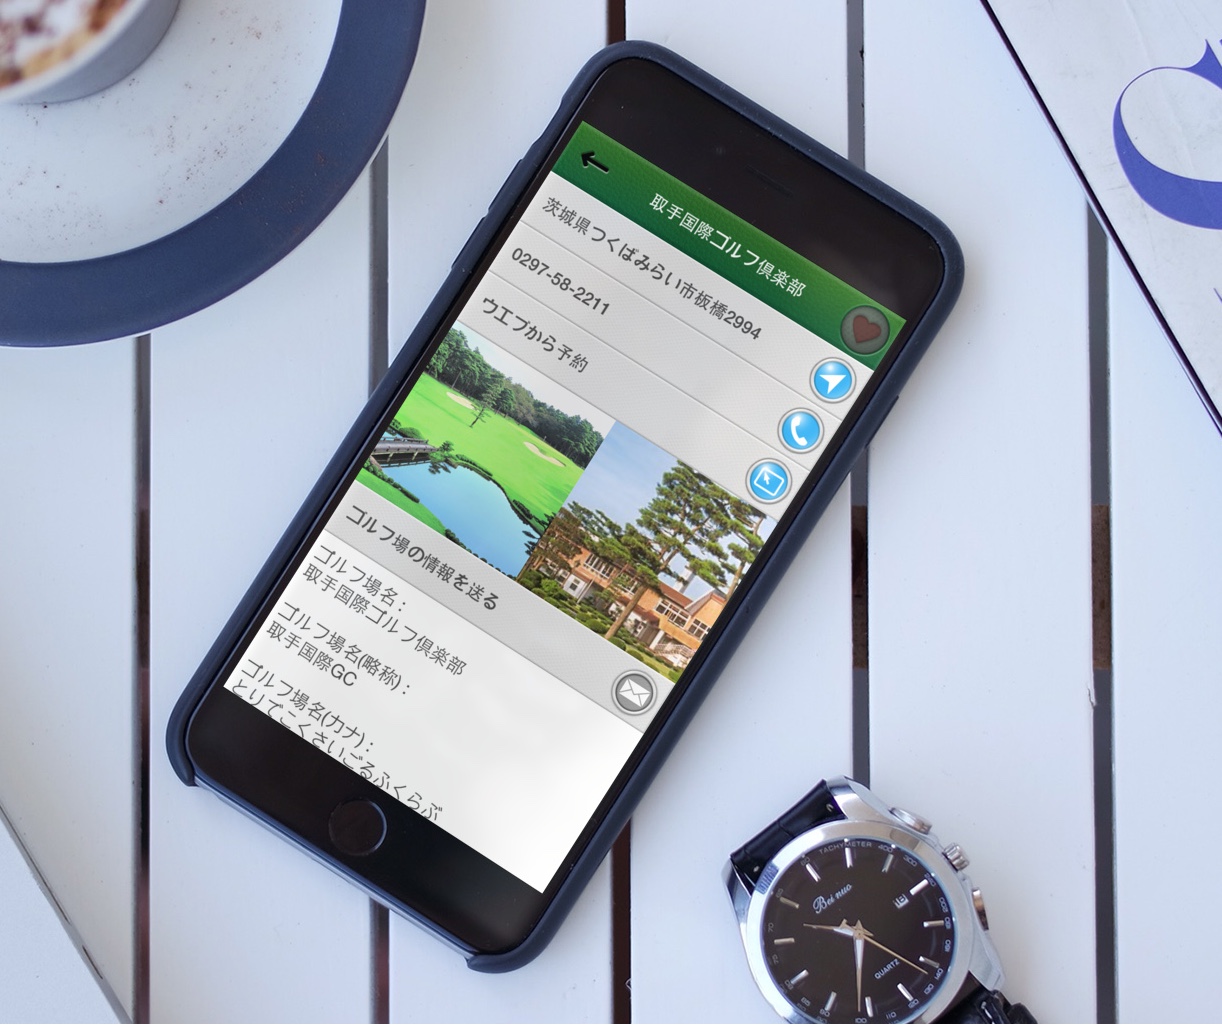 取手国際ゴルフ倶楽部
茨城県つくばみらい市板橋2994
0297-58-2211
ウエブから予約
ゴルフ場の情報を送る
ゴルフ場名：
取手国際ゴルフ倶楽部
ゴルフ場名(略称)：
取手国際GC
ゴルフ場名(カナ)：
とりでこくさいごるふくらぶ
TACHYMETER 400 300
Bei nuo
QUARTZ